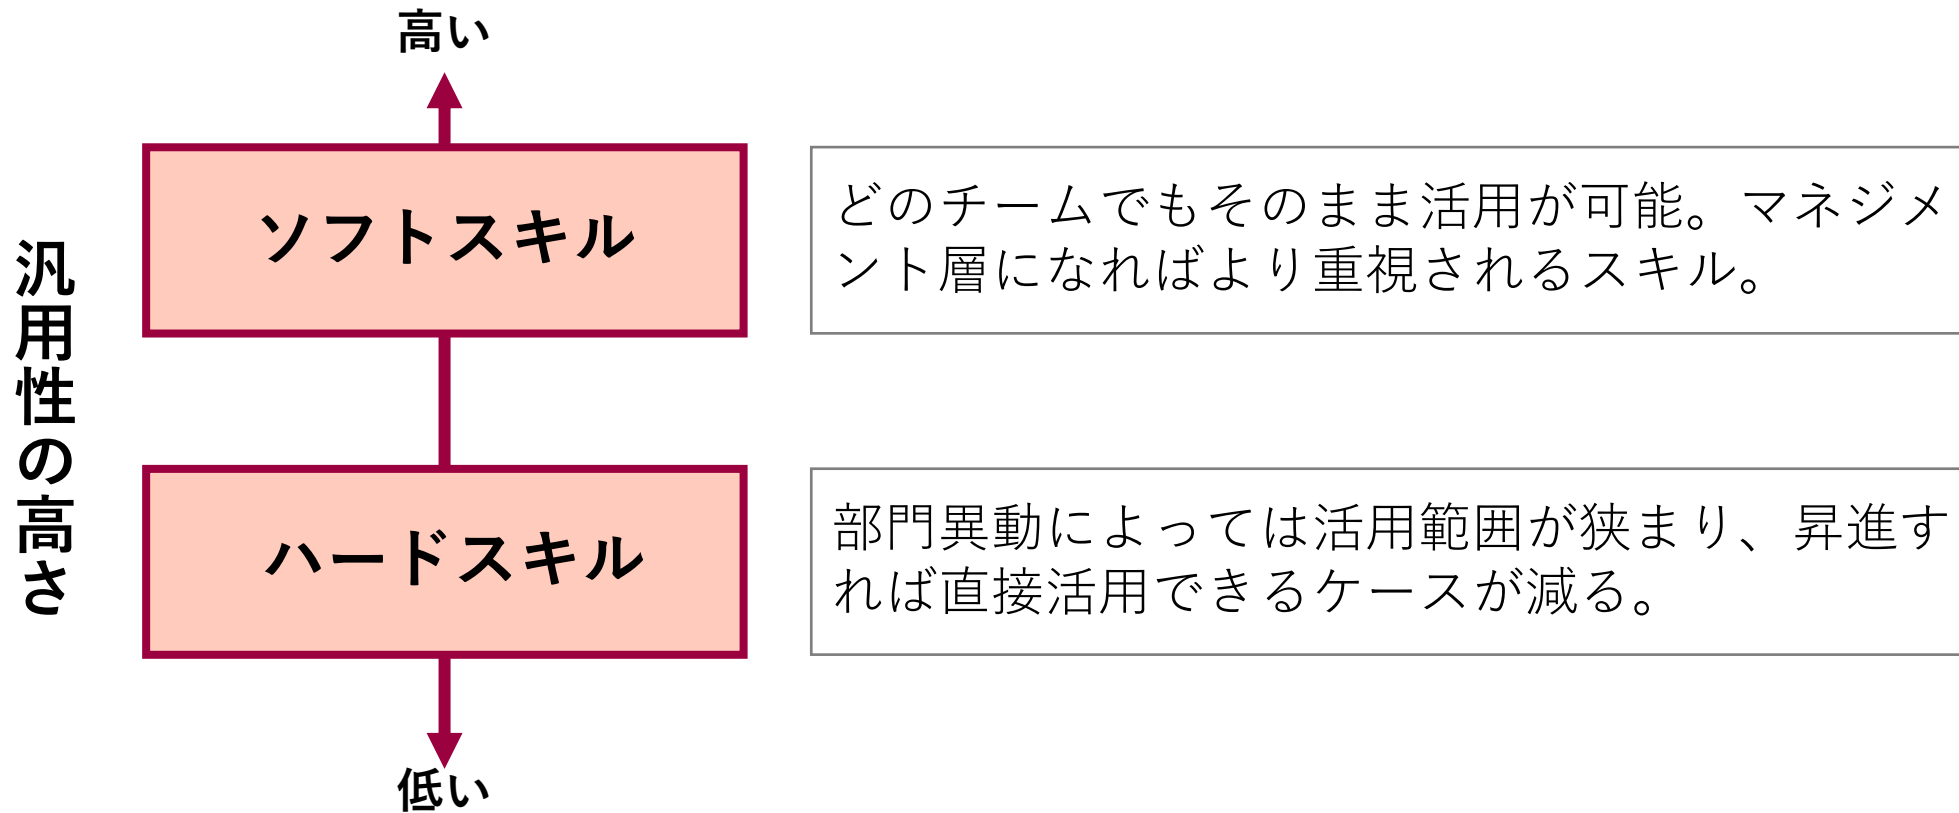 高い
汎用性の高さ
ソフトスキル
どのチームでもそのまま活用が可能。マネジメ
ント層になればより重視されるスキル。
ハードスキル
部門異動によっては活用範囲が狭まり、昇進す
れば直接活用できるケースが減る。
低い